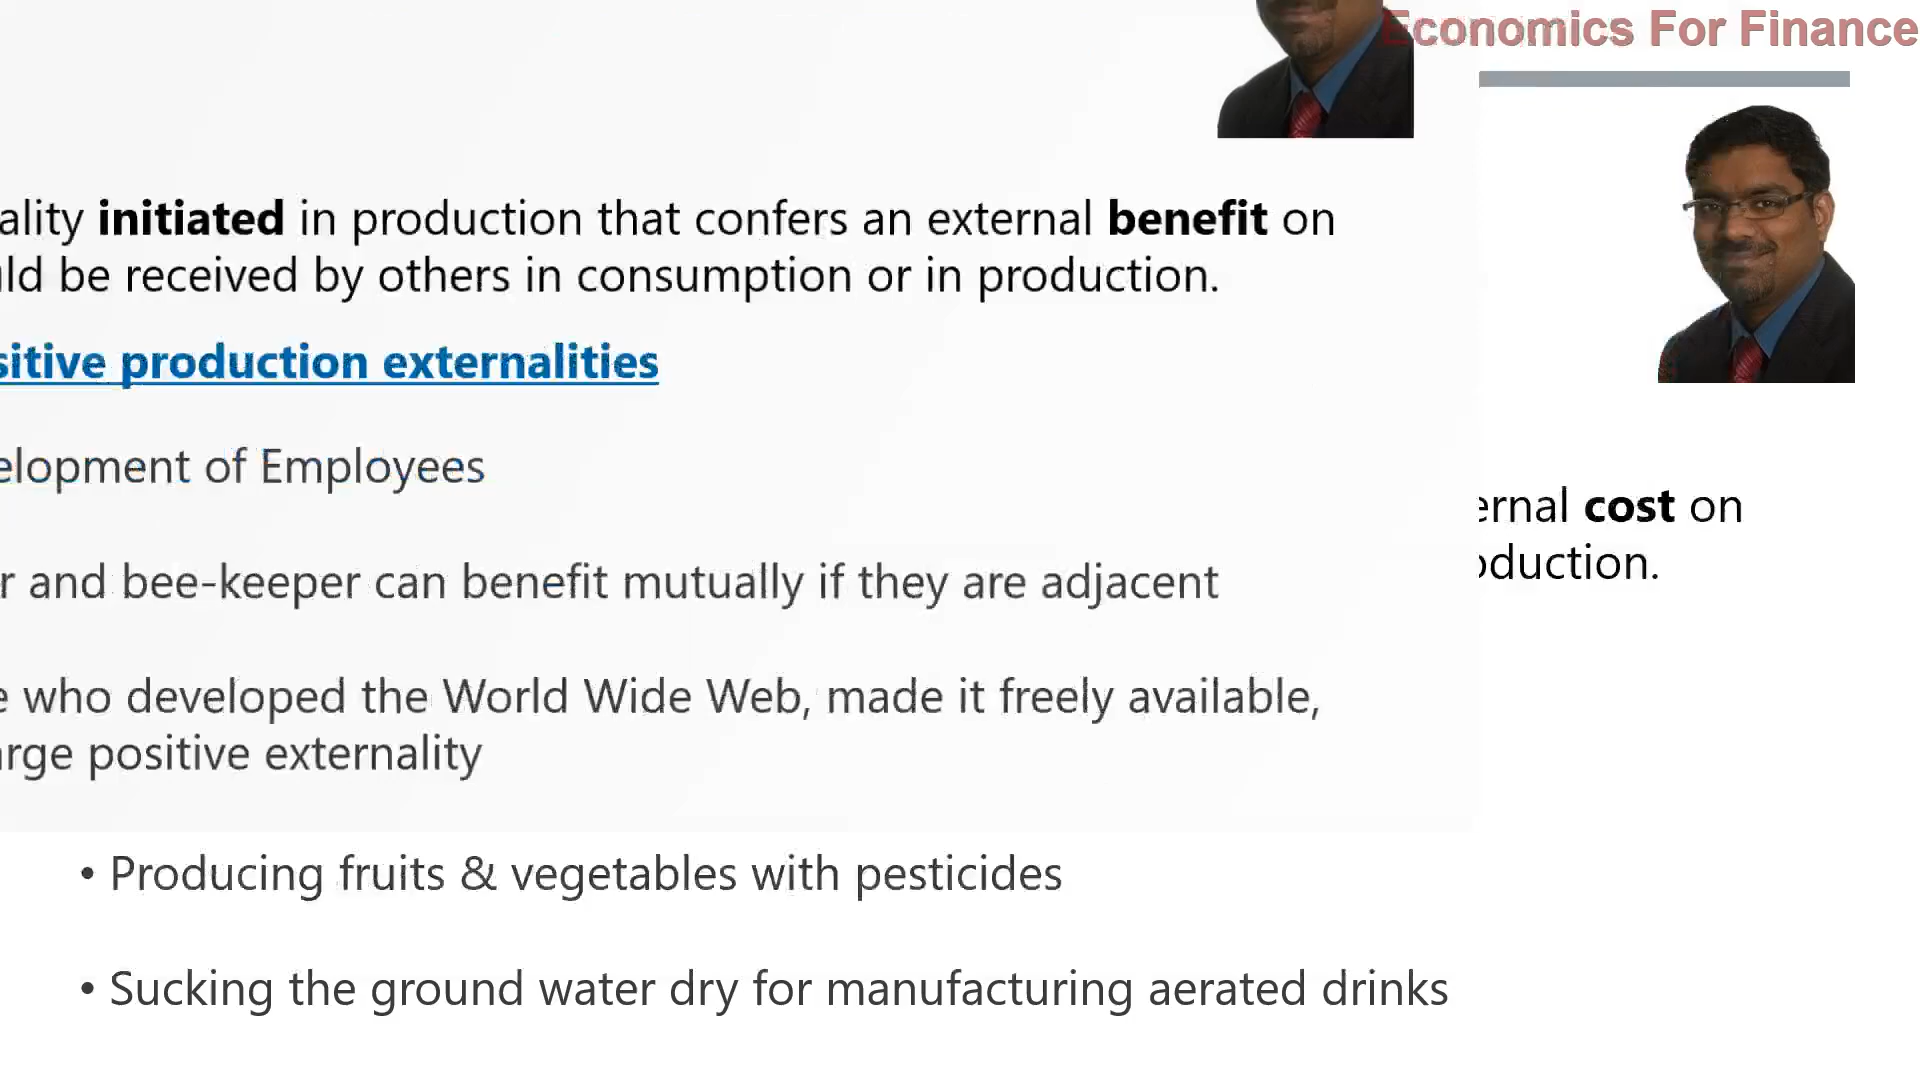 Economics For Finance
ality initiated in production that confers an external benefit on
ld be received by others in consumption or in production.
sitive production externalities
elopment of Employees
ernal cost on
r and bee-keeper can benefit mutually if they are adjacent
oduction.
e who developed the World Wide Web, made it freely available,
arge positive externality
• Producing fruits & vegetables with pesticides
• Sucking the ground water dry for manufacturing aerated drinks